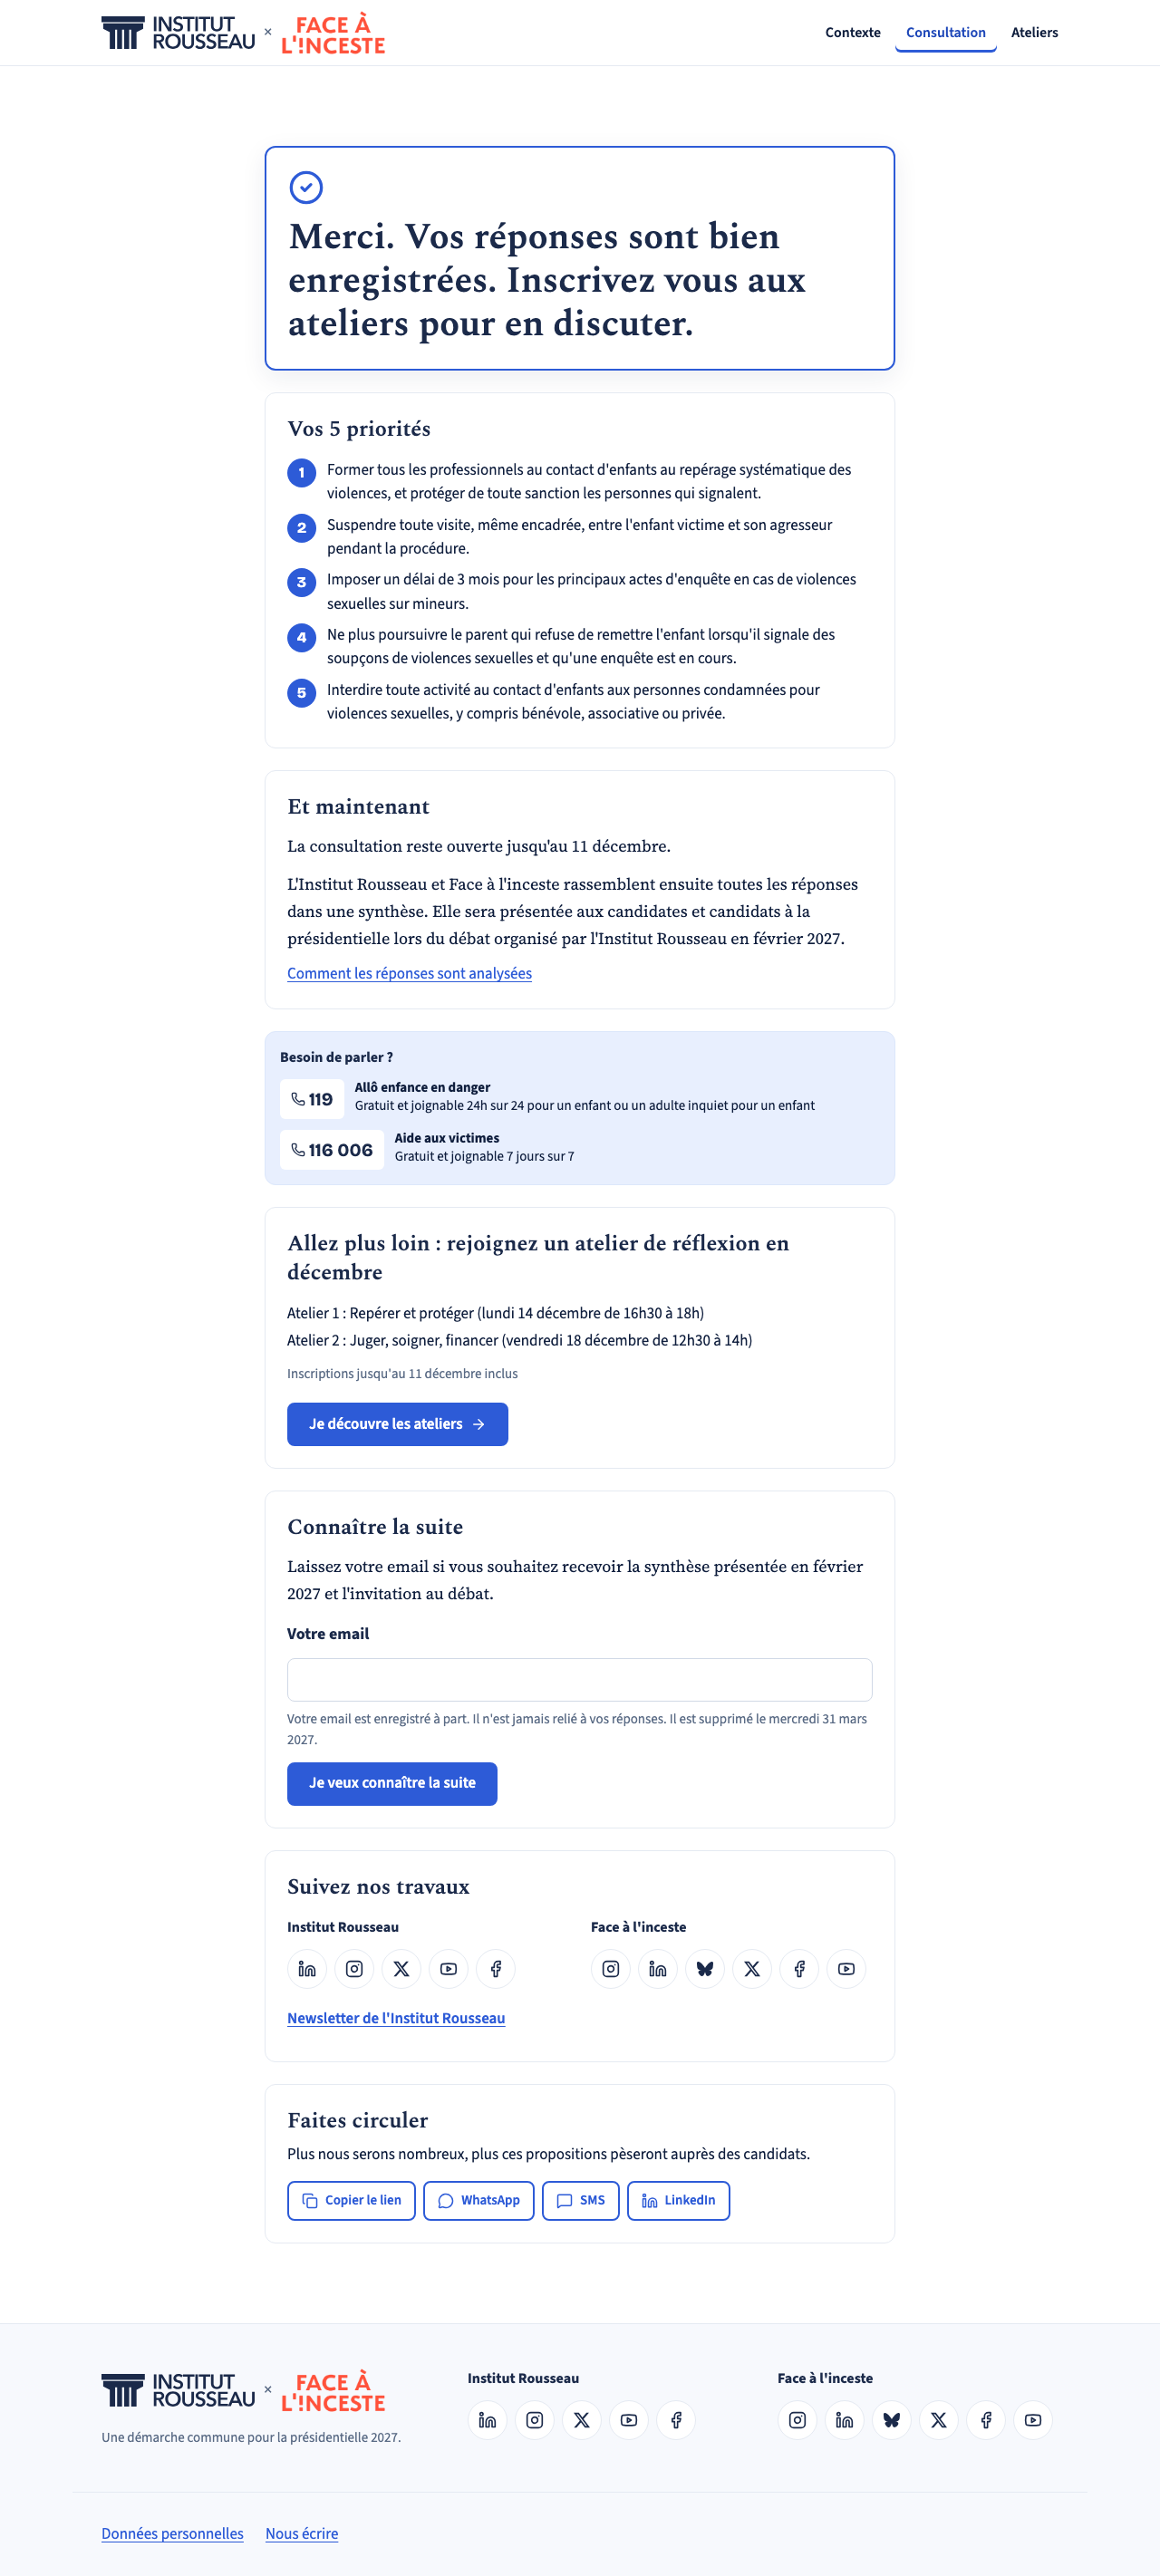 INSTITUT
ROUSSEAU
×
FACE À
L'INCESTE
Contexte
Consultation
Ateliers
Merci. Vos réponses sont bien
enregistrées. Inscrivez vous aux
ateliers pour en discuter.
Vos 5 priorités
1 Former tous les professionnels au contact d'enfants au repérage systématique des
violences, et protéger de toute sanction les personnes qui signalent.
2 Suspendre toute visite, même encadrée, entre l'enfant victime et son agresseur
pendant la procédure.
3 Imposer un délai de 3 mois pour les principaux actes d'enquête en cas de violences
sexuelles sur mineurs.
4 Ne plus poursuivre le parent qui refuse de remettre l'enfant lorsqu'il signale des
soupçons de violences sexuelles et qu'une enquête est en cours.
5 Interdire toute activité au contact d'enfants aux personnes condamnées pour
violences sexuelles, y compris bénévole, associative ou privée.
Et maintenant
La consultation reste ouverte jusqu'au 11 décembre.
L'Institut Rousseau et Face à l'inceste rassemblent ensuite toutes les réponses
dans une synthèse. Elle sera présentée aux candidates et candidats à la
présidentielle lors du débat organisé par l'Institut Rousseau en février 2027.
Comment les réponses sont analysées
Besoin de parler ?
119
Allô enfance en danger
Gratuit et joignable 24h sur 24 pour un enfant ou un adulte inquiet pour un enfant
116 006
Aide aux victimes
Gratuit et joignable 7 jours sur 7
Allez plus loin : rejoignez un atelier de réflexion en
décembre
Atelier 1 : Repérer et protéger (lundi 14 décembre de 16h30 à 18h)
Atelier 2 : Juger, soigner, financer (vendredi 18 décembre de 12h30 à 14h)
Inscriptions jusqu'au 11 décembre inclus
Je découvre les ateliers
Connaître la suite
Laissez votre email si vous souhaitez recevoir la synthèse présentée en février
2027 et l'invitation au débat.
Votre email
Votre email est enregistré à part. Il n'est jamais relié à vos réponses. Il est supprimé le mercredi 31 mars
2027.
Je veux connaître la suite
Suivez nos travaux
Institut Rousseau
Face à l'inceste
Newsletter de l'Institut Rousseau
Faites circuler
Plus nous serons nombreux, plus ces propositions pèseront auprès des candidats.
Copier le lien
WhatsApp
SMS
LinkedIn
INSTITUT
ROUSSEAU
×
FACE À
L'INCESTE
Une démarche commune pour la présidentielle 2027.
Institut Rousseau
Face à l'inceste
Données personnelles
Nous écrire